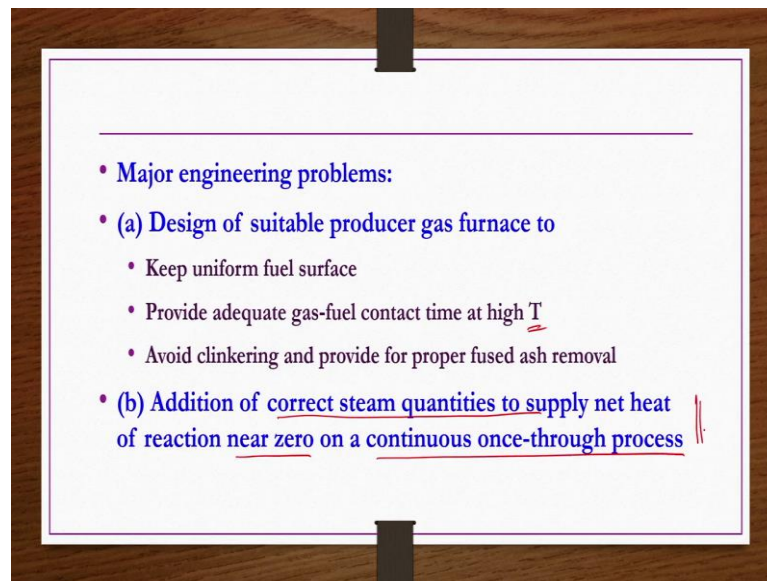 • Major engineering problems:
• (a) Design of suitable producer gas furnace to
• Keep uniform fuel surface
• Provide adequate gas-fuel contact time at high T
• Avoid clinkering and provide for proper fused ash removal
• (b) Addition of correct steam quantities to supply net heat
of reaction near zero on a continuous once-through process